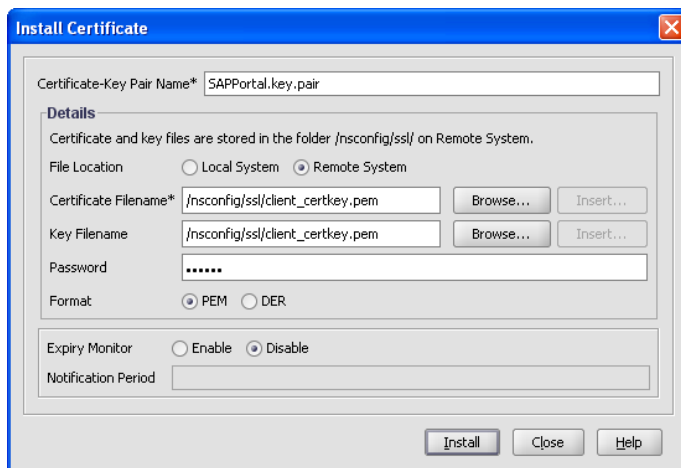 Install Certificate
Certificate-Key Pair Name* SAPPortal.key.pair
Details
Certificate and key files are stored in the folder /nsconfig/ssl/ on Remote System.
File Location Local System Remote System
Certificate Filename* /nsconfig/ssl/client_certkey.pem Browse... Insert...
Key Filename /nsconfig/ssl/client_certkey.pem Browse... Insert...
Password ••••••
Format PEM DER
Expiry Monitor Enable Disable
Notification Period
Install Close Help